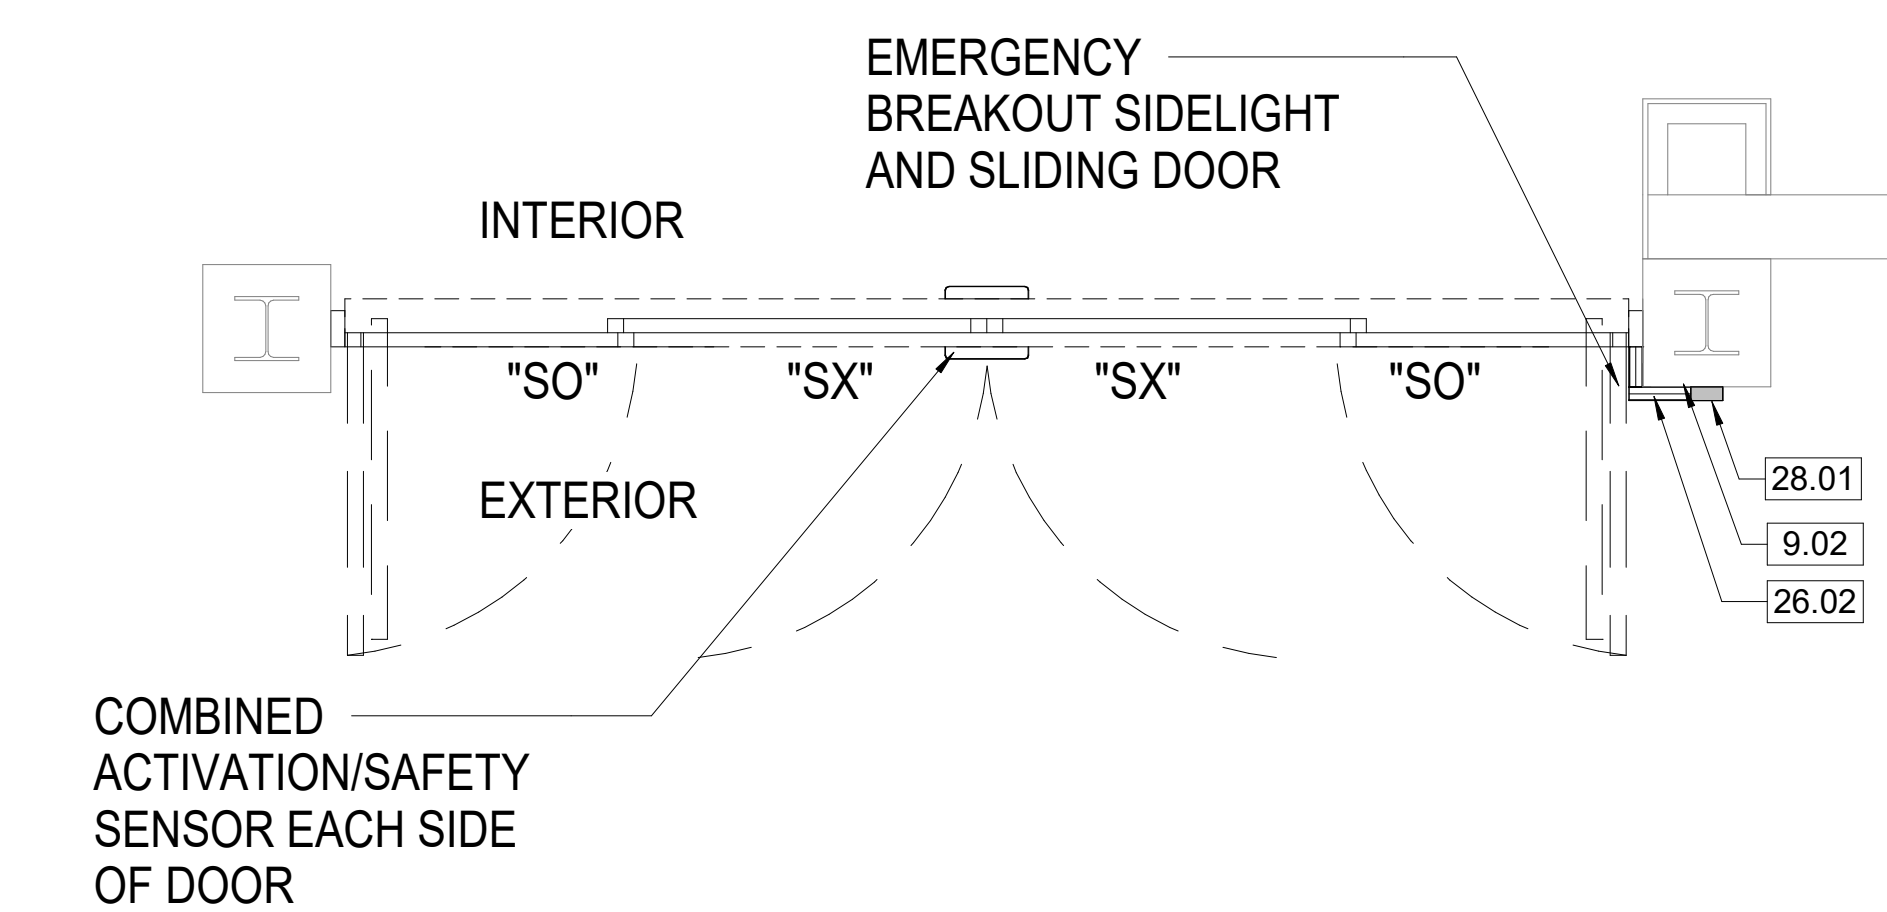 EMERGENCY
BREAKOUT SIDELIGHT
AND SLIDING DOOR
INTERIOR
"SO"
"SX"
"SX"
"SO"
EXTERIOR
28.01
9.02
26.02
COMBINED
ACTIVATION/SAFETY
SENSOR EACH SIDE
OF DOOR